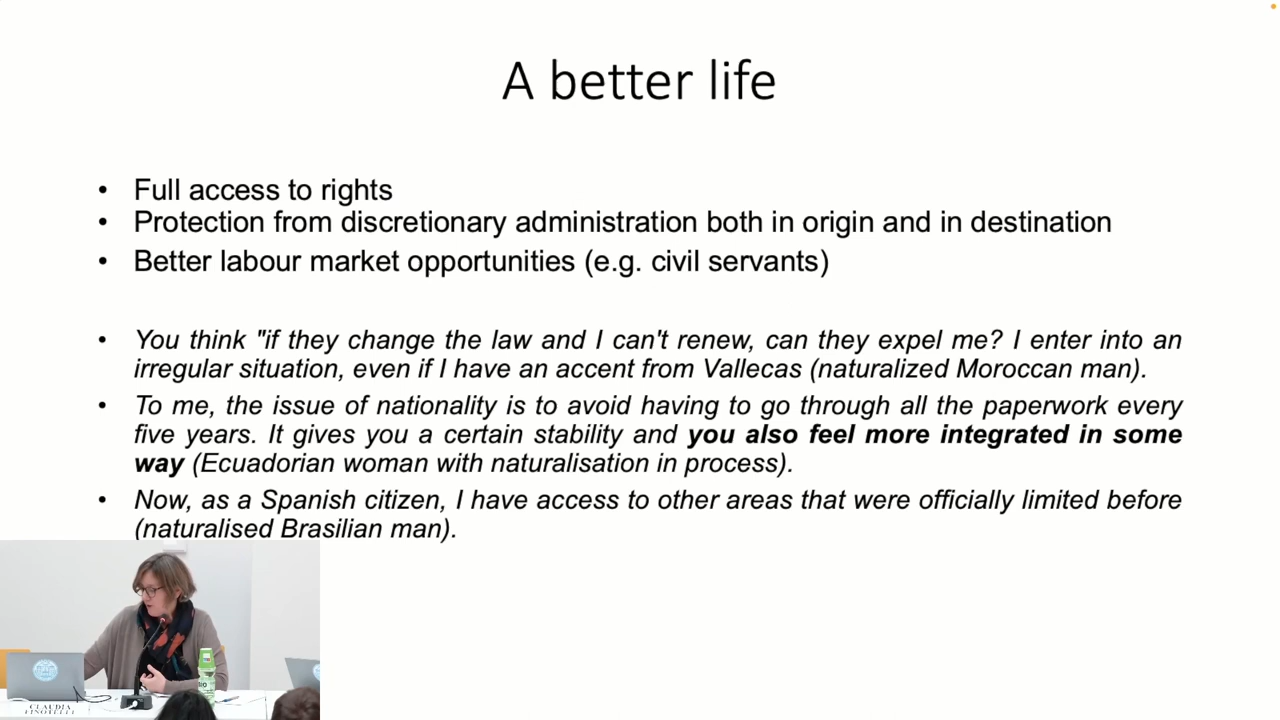 A better life
• Full access to rights
• Protection from discretionary administration both in origin and in destination
• Better labour market opportunities (e.g. civil servants)
• You think "if they change the law and I can't renew, can they expel me? I enter into an
irregular situation, even if I have an accent from Vallecas (naturalized Moroccan man).
• To me, the issue of nationality is to avoid having to go through all the paperwork every
five years. It gives you a certain stability and you also feel more integrated in some
way (Ecuadorian woman with naturalisation in process).
• Now, as a Spanish citizen, I have access to other areas that were officially limited before
(naturalised Brasilian man).
CLAUDIA
FINOTELLI